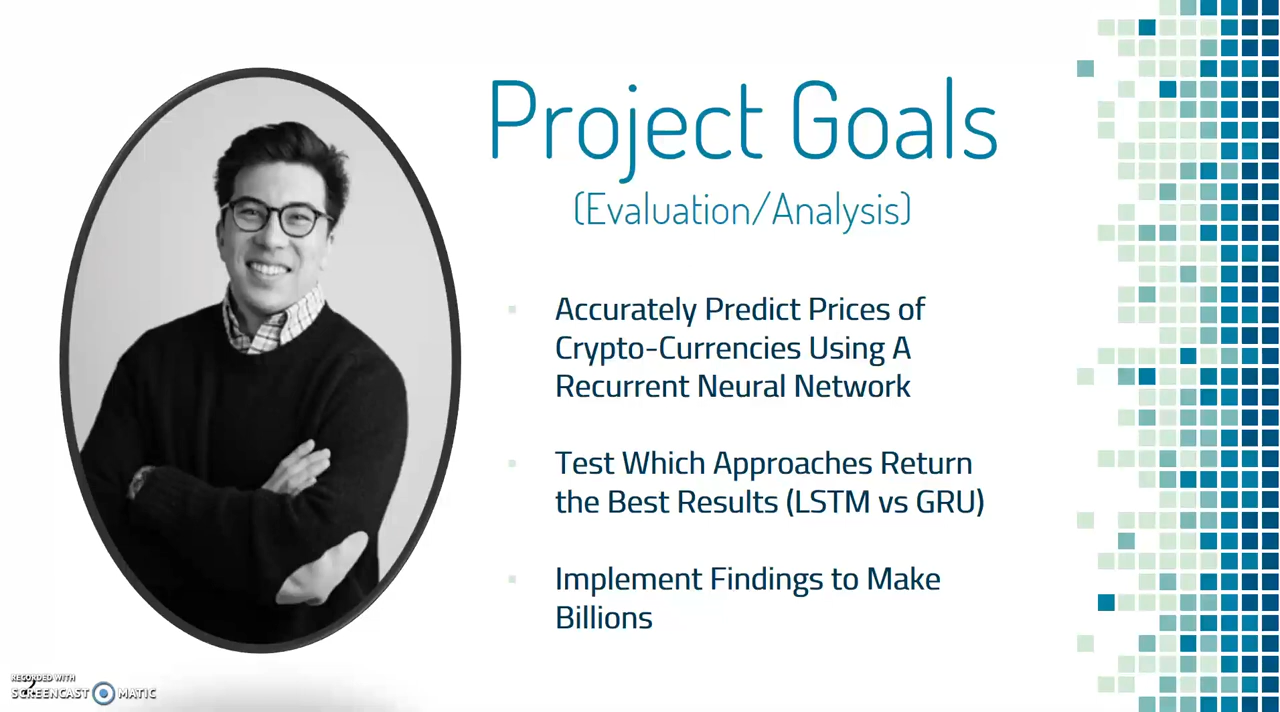 Project Goals
(Evaluation/Analysis)
Accurately Predict Prices of
Crypto-Currencies Using A
Recurrent Neural Network
Test Which Approaches Return
the Best Results (LSTM vs GRU)
Implement Findings to Make
Billions
RECORDED WITH
SCREENCAST MATIC